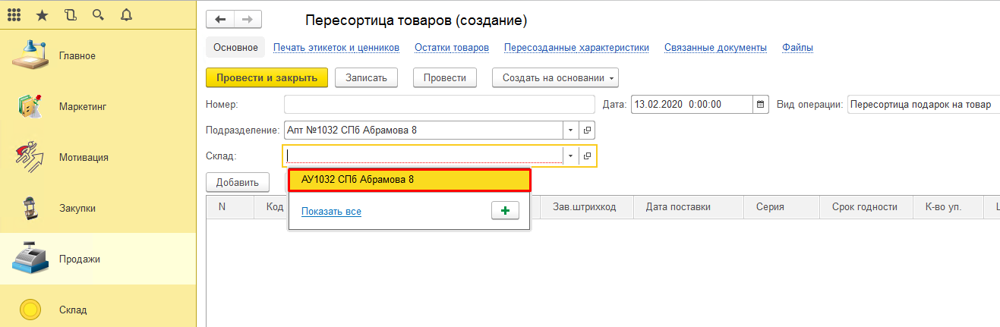 Пересортица товаров (создание)
Основное Печать этикеток и ценников Остатки товаров Пересозданные характеристики Связанные документы Файлы
Провести и закрыть Записать Провести Создать на основании
Номер: Дата: 13.02.2020 0:00:00 Вид операции: Пересортица подарок на товар
Подразделение: Апт №1032 СПб Абрамова 8
Склад:
Добавить
АУ1032 СПб Абрамова 8
Показать все
N Код Зав.штрихкод Дата поставки Серия Срок годности К-во уп.
Главное
Маркетинг
Мотивация
Закупки
Продажи
Склад